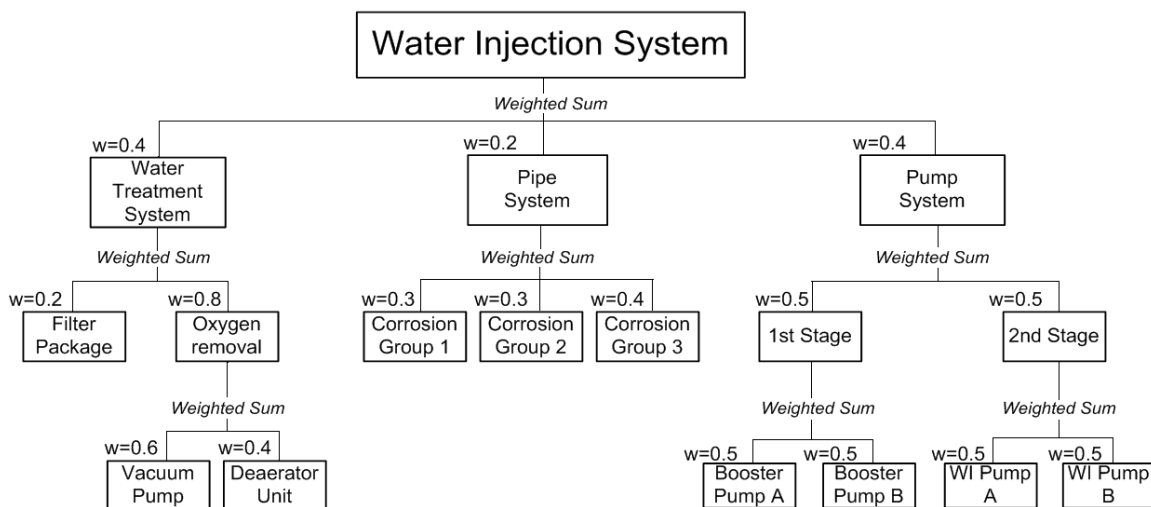 Water Injection System
Weighted Sum
w=0.4
w=0.2
w=0.4
Water
Treatment
System
Pipe
System
Pump
System
Weighted Sum
Weighted Sum
Weighted Sum
w=0.2
w=0.8
w=0.3
w=0.3
w=0.4
w=0.5
w=0.5
Filter
Package
Oxygen
removal
Corrosion
Group 1
Corrosion
Group 2
Corrosion
Group 3
1st Stage
2nd Stage
Weighted Sum
Weighted Sum
Weighted Sum
w=0.6
w=0.4
w=0.5
w=0.5
w=0.5
w=0.5
Vacuum
Pump
Deaerator
Unit
Booster
Pump A
Booster
Pump B
WI Pump
A
WI Pump
B